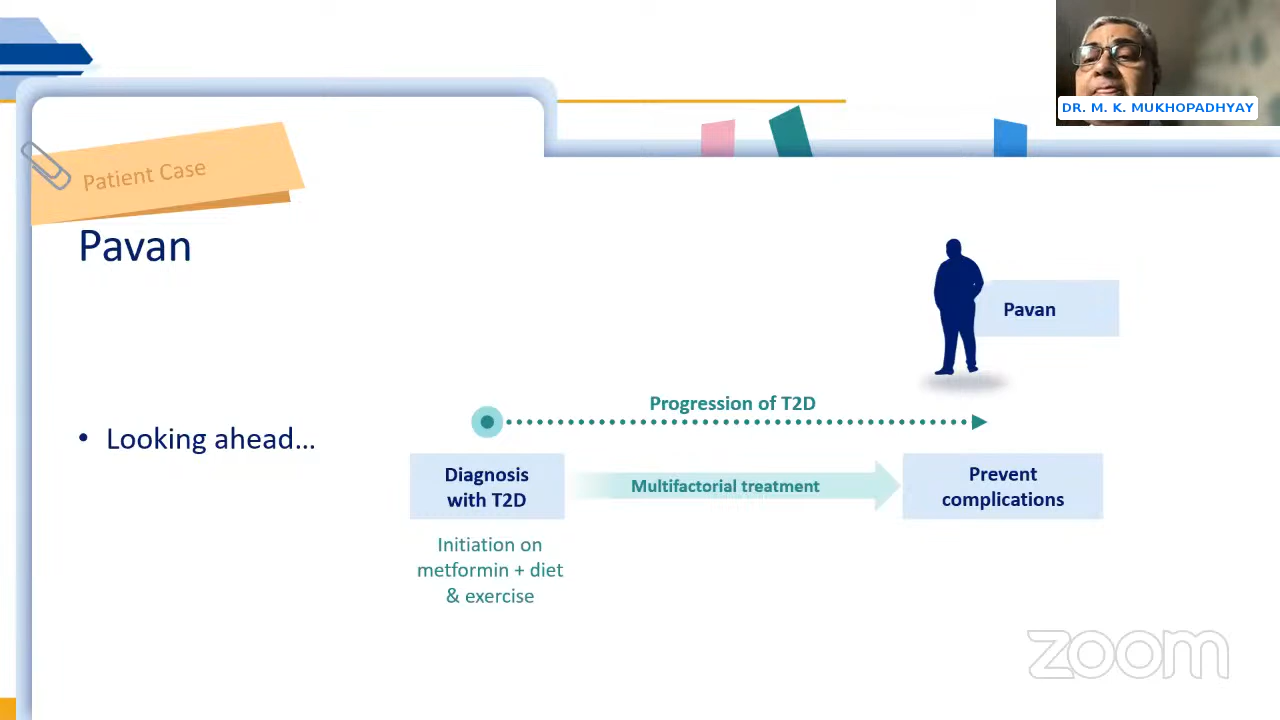 DR. M. K. MUKHOPADHYAY
Patient Case
Pavan
Pavan
Progression of T2D
• Looking ahead...
Diagnosis
with T2D
Multifactorial treatment
Prevent
complications
Initiation on
metformin + diet
& exercise
zoom